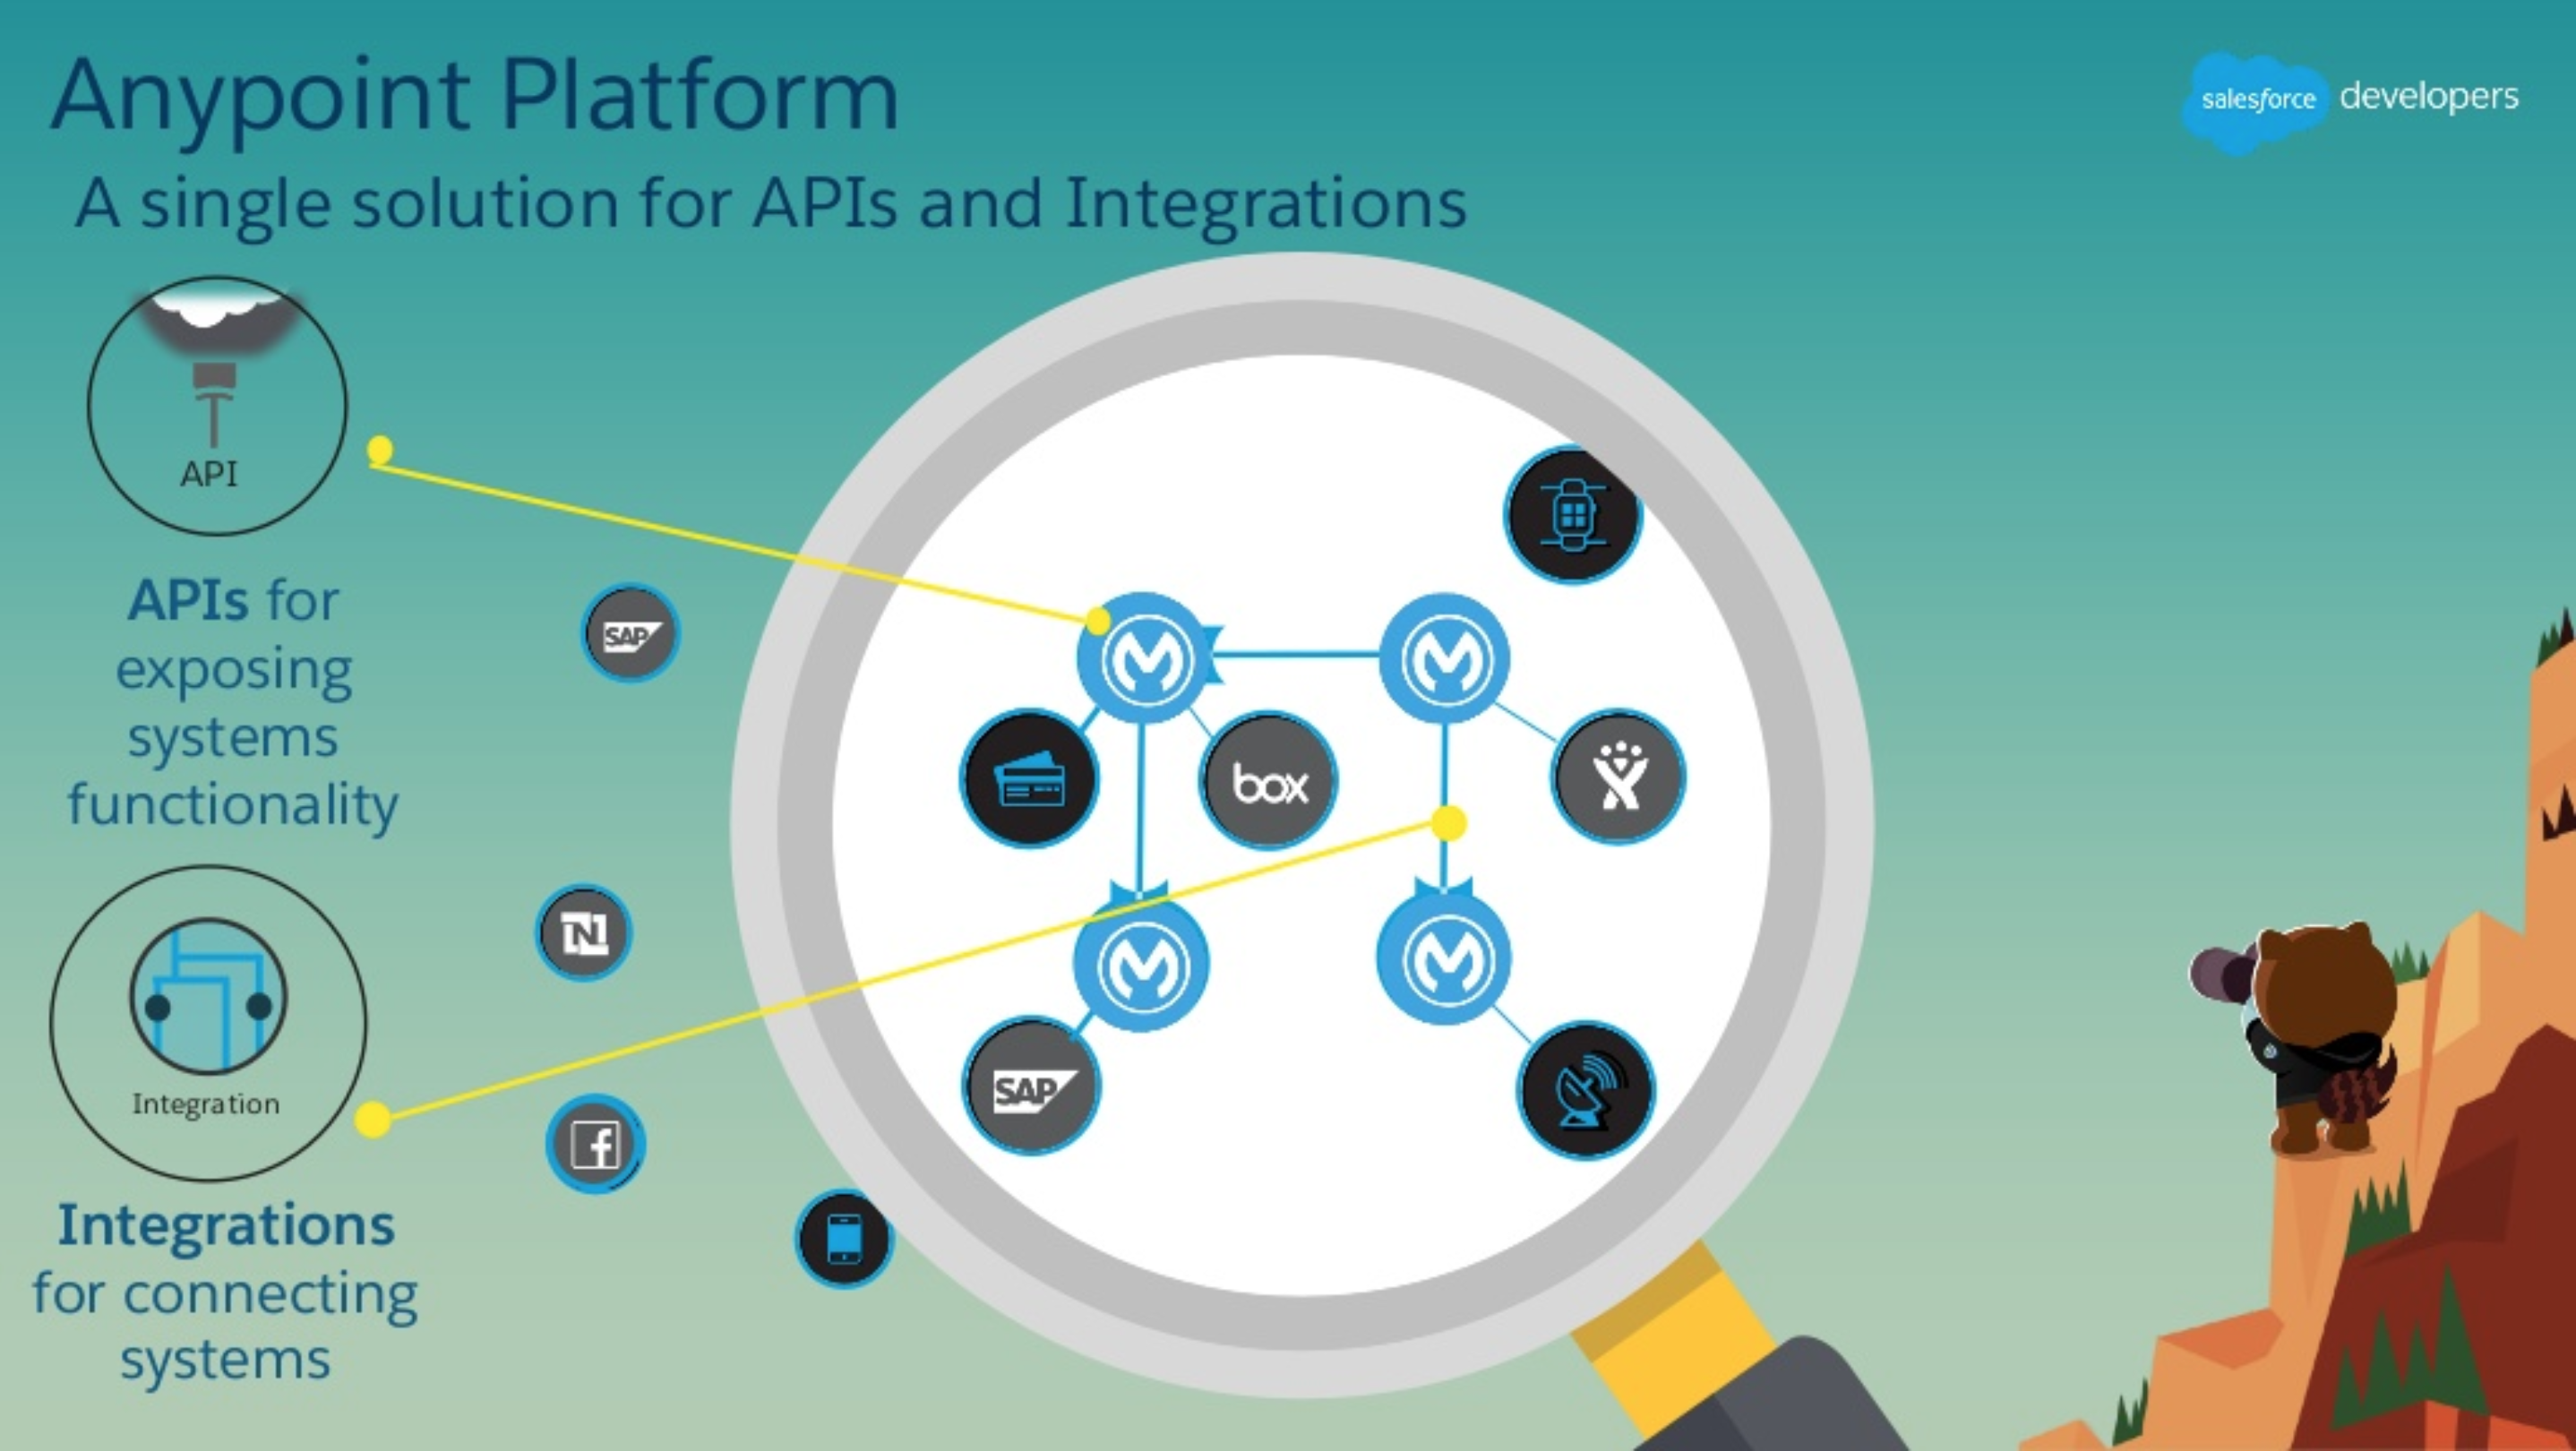 Anypoint Platform
A single solution for APIs and Integrations
salesforce developers
API
APIs for
exposing
systems
functionality
Integration
Integrations
for connecting
systems
SAP
N
f
box
SAP